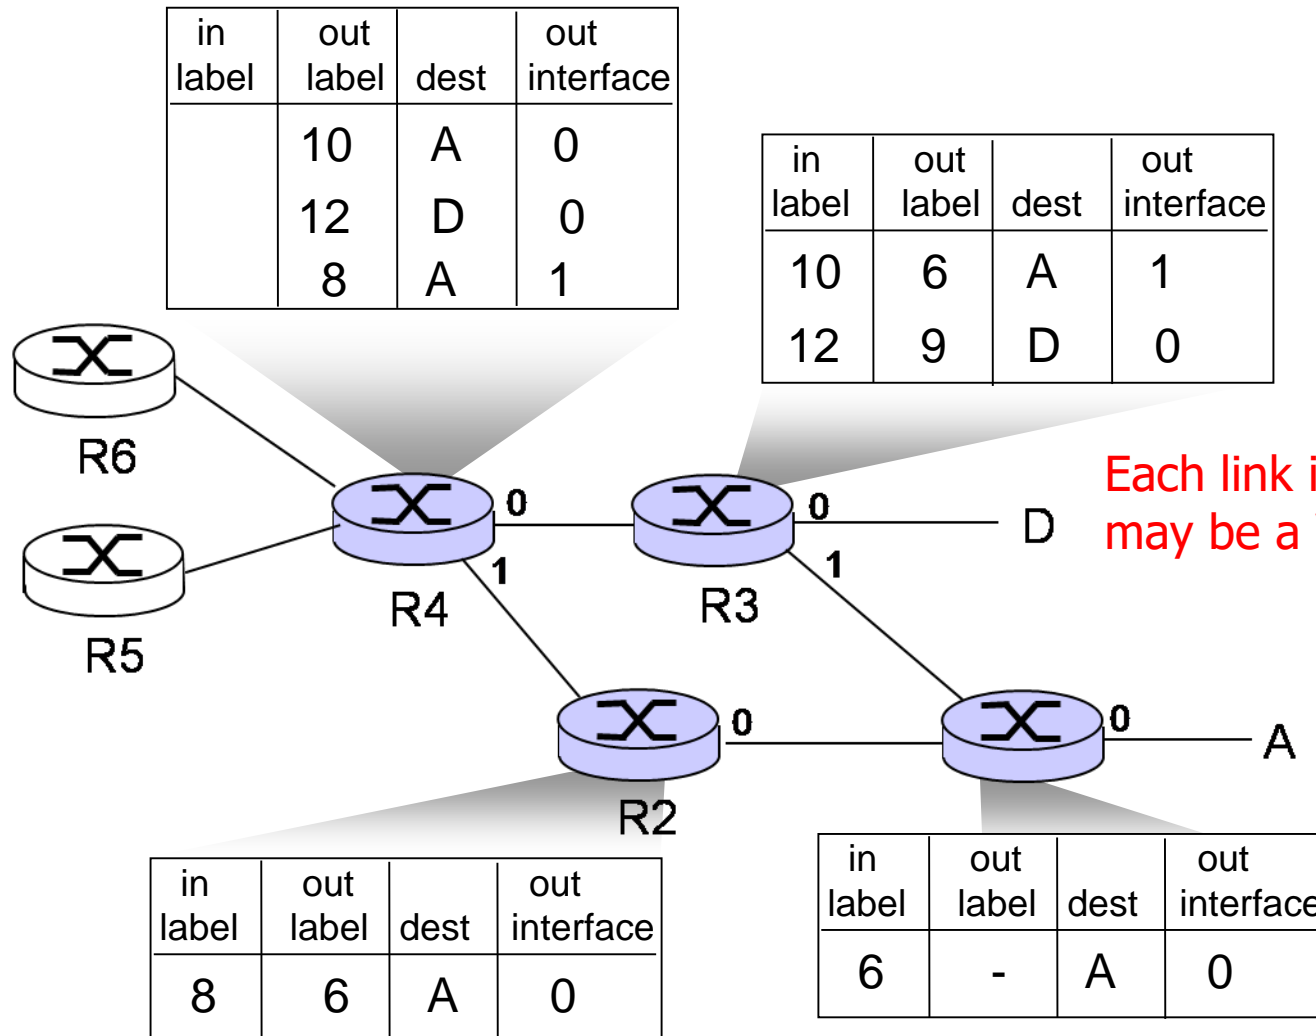 in out out
label label dest interface
10 A 0
12 D 0
8 A 1
in out out
label label dest interface
10 6 A 1
12 9 D 0
R6
Each link i
may be a
0 0 D
1 1
R4 R3
R5
0 0 A
R2
in out out
label label dest interface
8 6 A 0
in out out
label label dest interface
6 - A 0